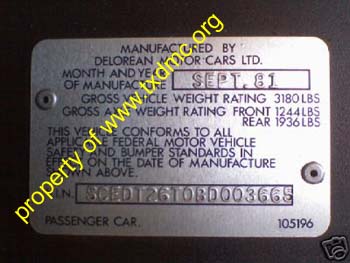 MANUFACTURED BY
DELOREAN MOTOR CARS LTD.
MONTH AND YEAR
OF MANUFACTURE SEPT. 81
GROSS VEHICLE WEIGHT RATING 3180 LBS
GROSS AXLE WEIGHT RATING FRONT 1244 LBS
REAR 1936 LBS
THIS VEHICLE CONFORMS TO ALL
APPLICABLE FEDERAL MOTOR VEHICLE
SAFETY AND BUMPER STANDARDS IN
EFFECT ON THE DATE OF MANUFACTURE
SHOWN ABOVE.
PASSENGER CAR. 105196
property of www.txdmc.org